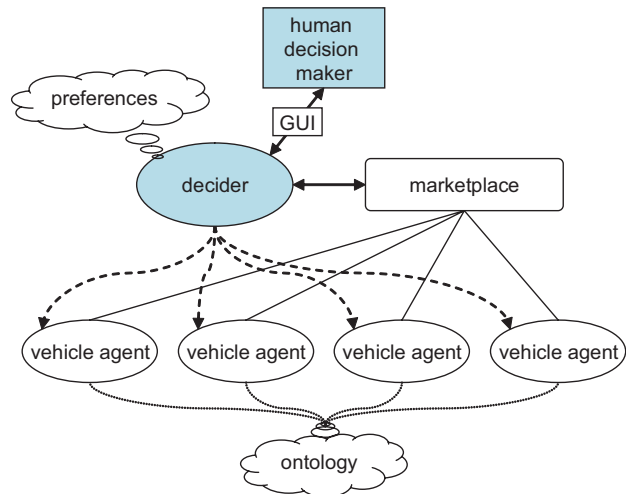 human
decision
maker
preferences
GUI
decider
marketplace
vehicle agent
vehicle agent
vehicle agent
vehicle agent
ontology